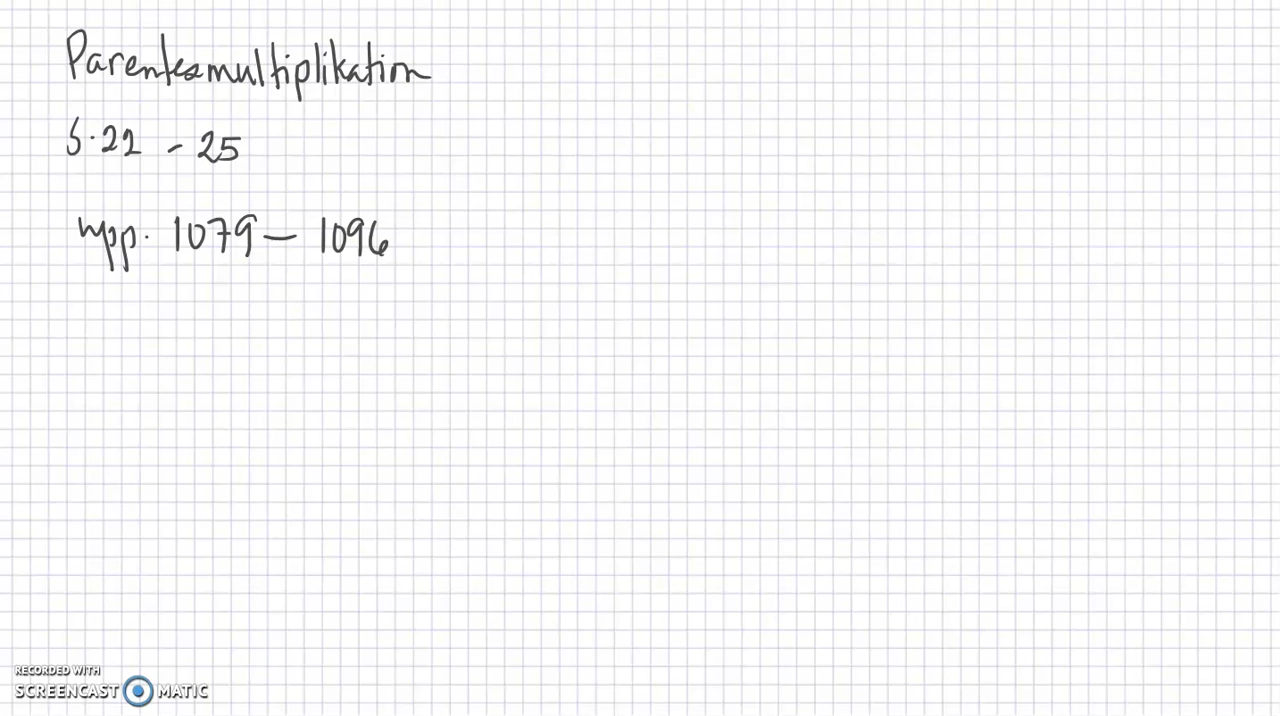 Parentesmultiplikation
S.22 - 25
upp. 1079 - 1096
RECORDED WITH
SCREENCAST MATIC